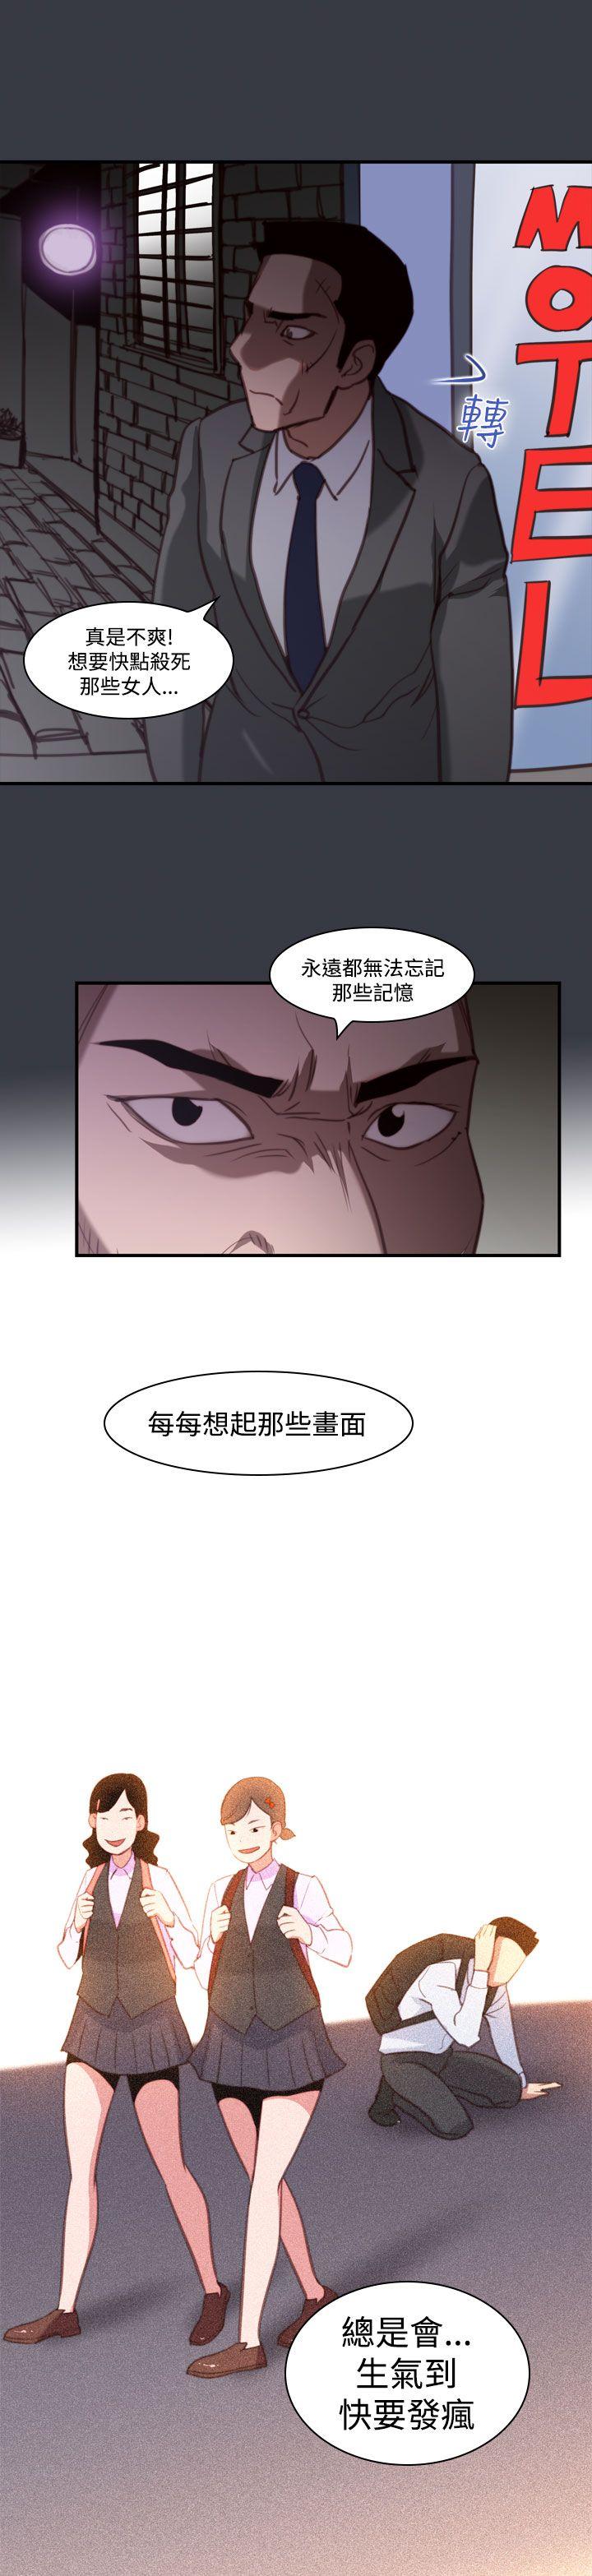 MOTEL
轉
真是不爽!
想要快點殺死
那些女人...
永遠都無法忘記
那些記憶
每每想起那些畫面
總是會...
生氣到
快要發瘋